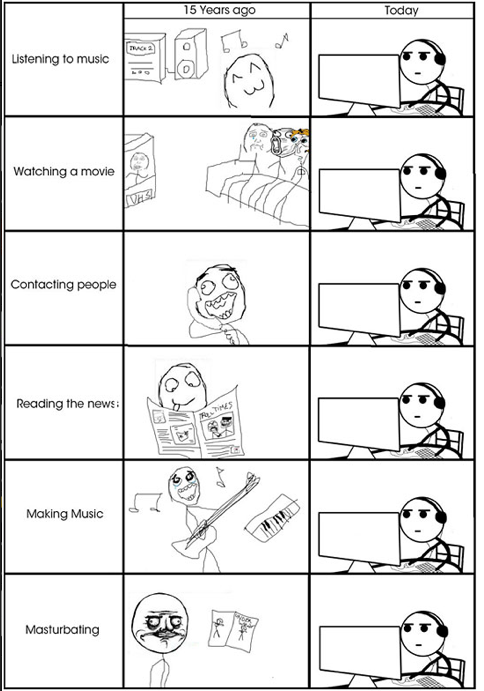 15 Years ago
Today
Listening to music
TRACK 2
Watching a movie
VHS
Contacting people
Reading the news
TIMES
Making Music
Masturbating